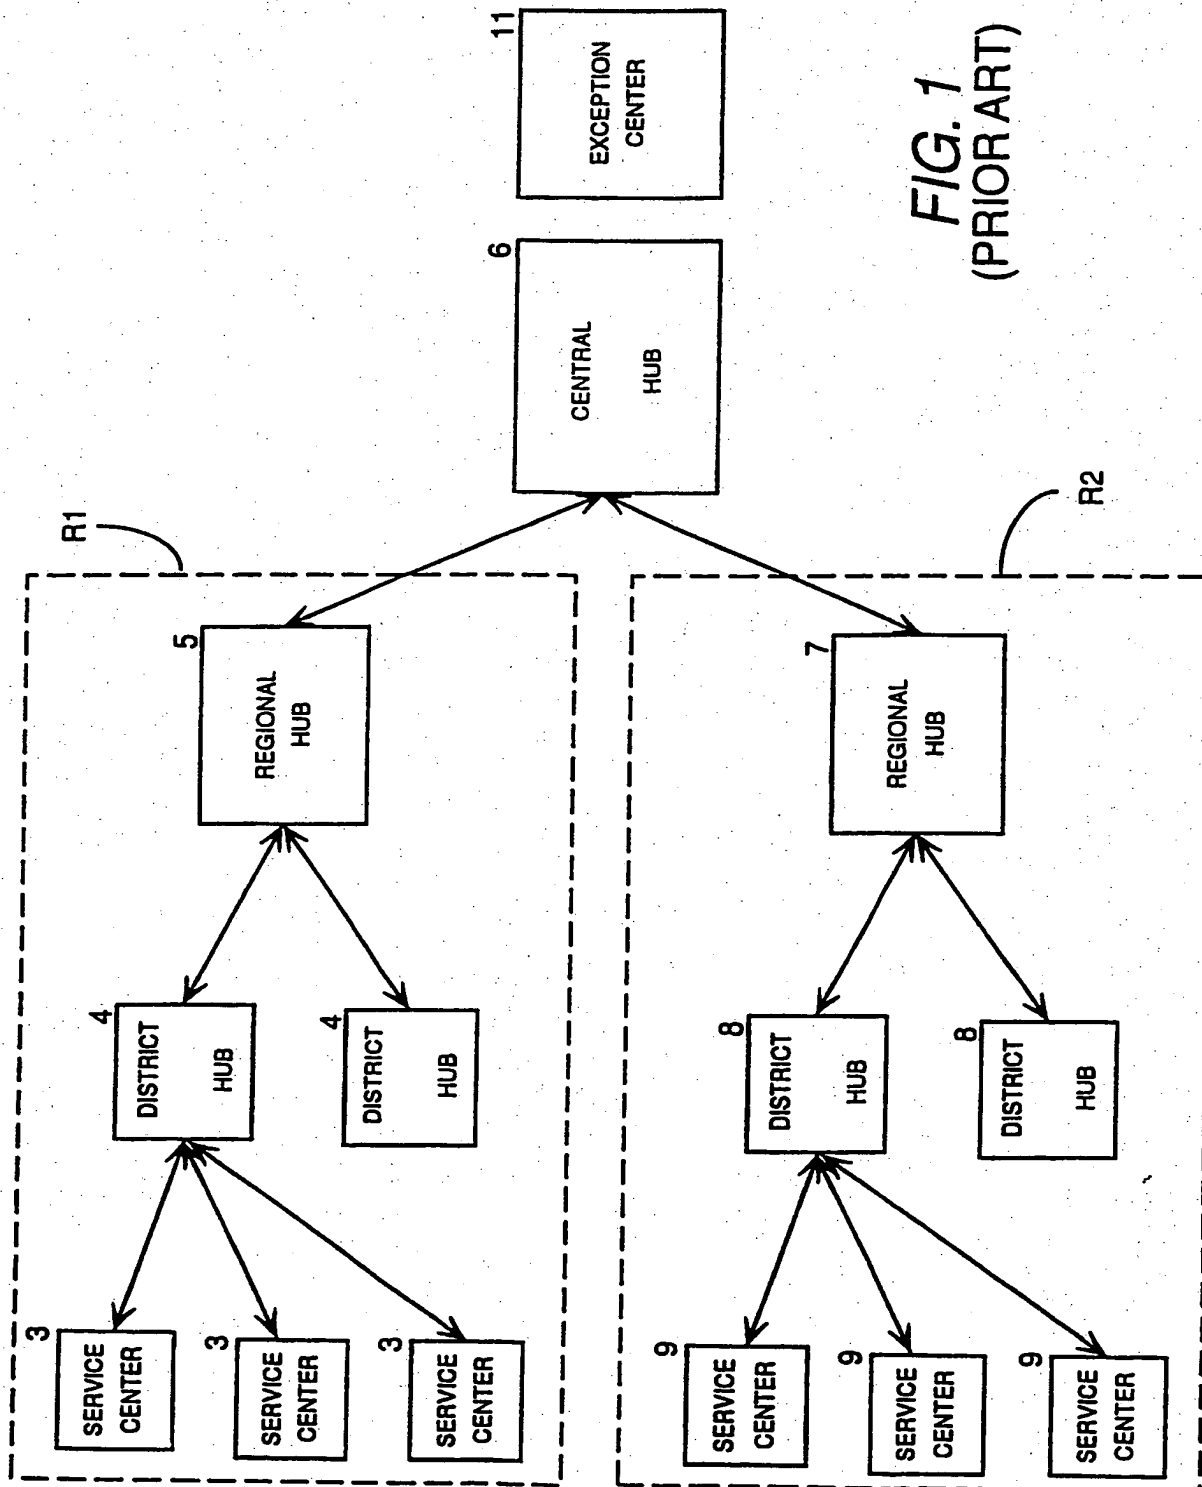 R1
3
SERVICE
CENTER
3
SERVICE
CENTER
3
SERVICE
CENTER
4
DISTRICT
HUB
4
DISTRICT
HUB
5
REGIONAL
HUB
6
CENTRAL
HUB
11
EXCEPTION
CENTER
9
SERVICE
CENTER
9
SERVICE
CENTER
9
SERVICE
CENTER
8
DISTRICT
HUB
8
DISTRICT
HUB
7
REGIONAL
HUB
R2
FIG. 1
(PRIOR ART)